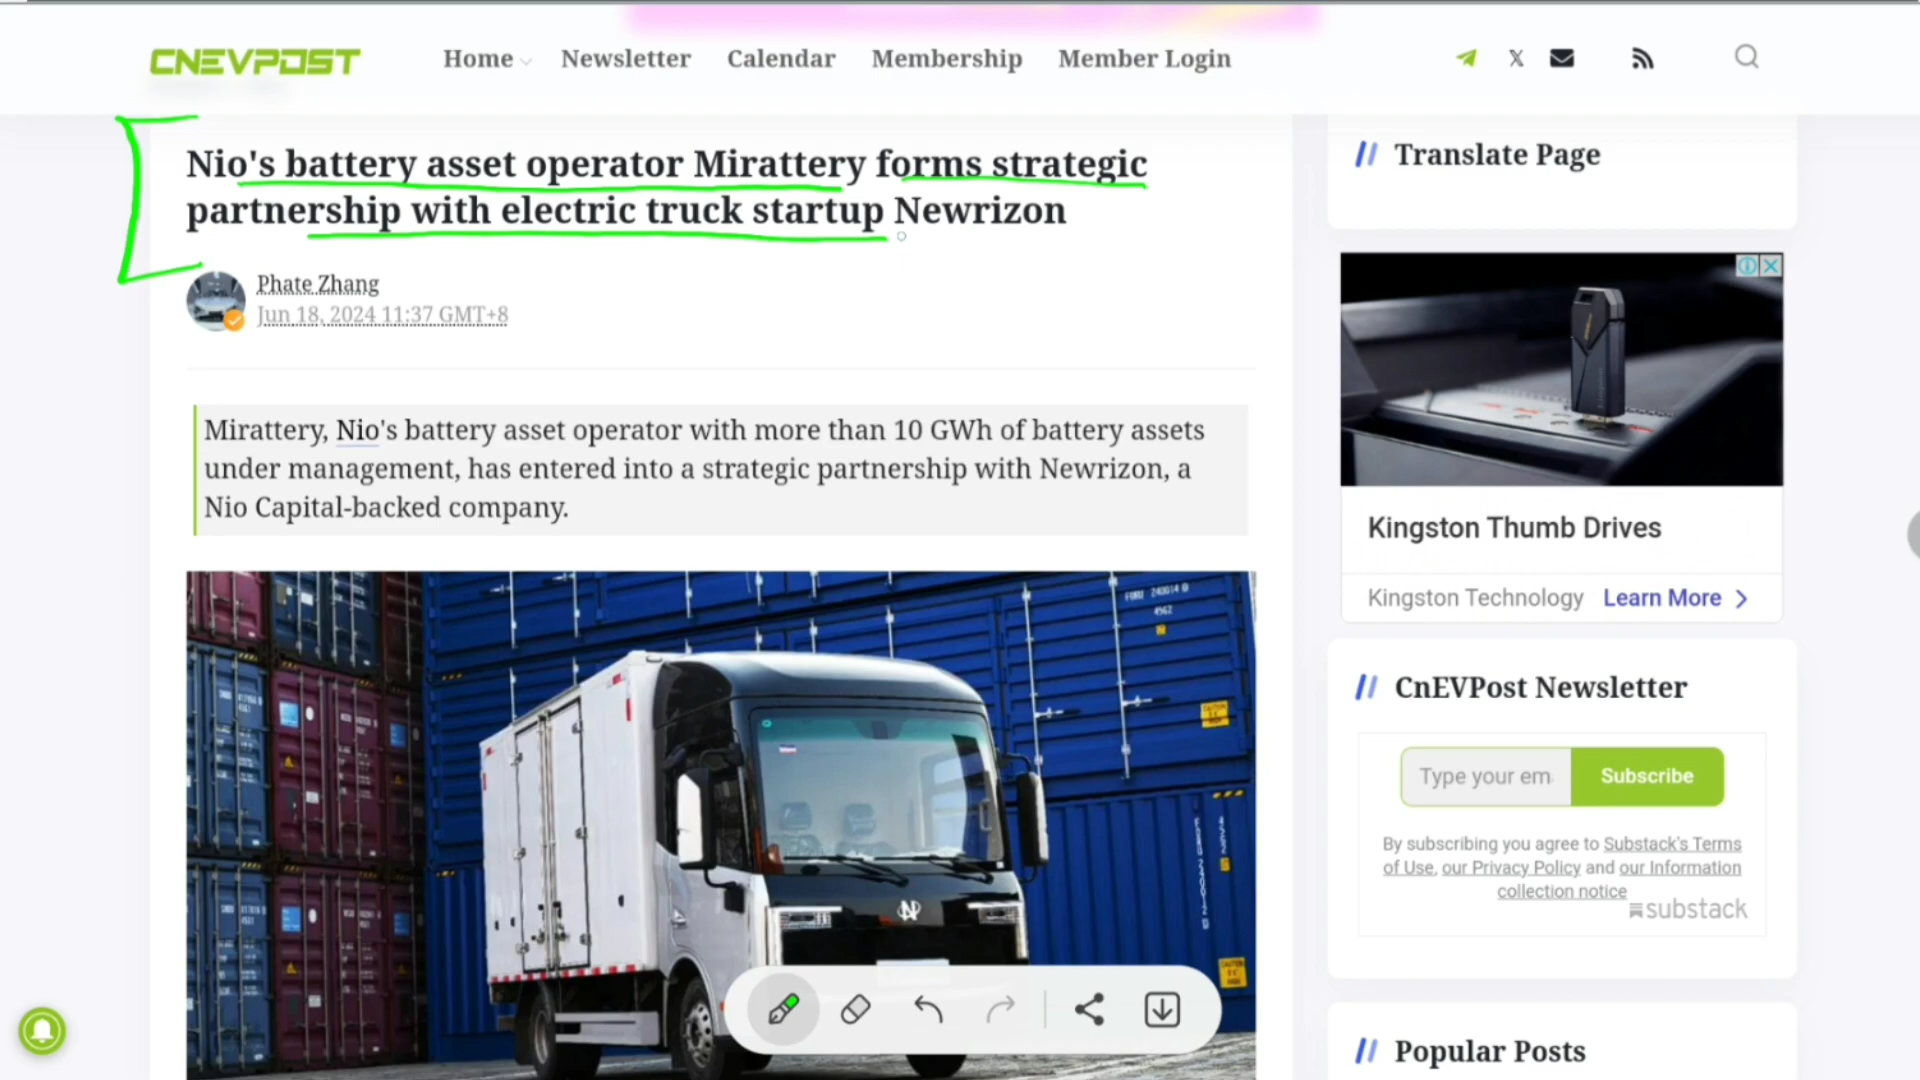 CNEVPOST
Home
Newsletter
Calendar
Membership
Member Login
Nio's battery asset operator Mirattery forms strategic
partnership with electric truck startup Newrizon
Phate Zhang
Jun 18, 2024 11:37 GMT+8
Mirattery, Nio's battery asset operator with more than 10 GWh of battery assets
under management, has entered into a strategic partnership with Newrizon, a
Nio Capital-backed company.
Translate Page
Kingston Thumb Drives
Kingston Technology
Learn More
CnEVPost Newsletter
Type your em
Subscribe
By subscribing you agree to Substack's Terms
of Use, our Privacy Policy and our Information
collection notice
substack
Popular Posts